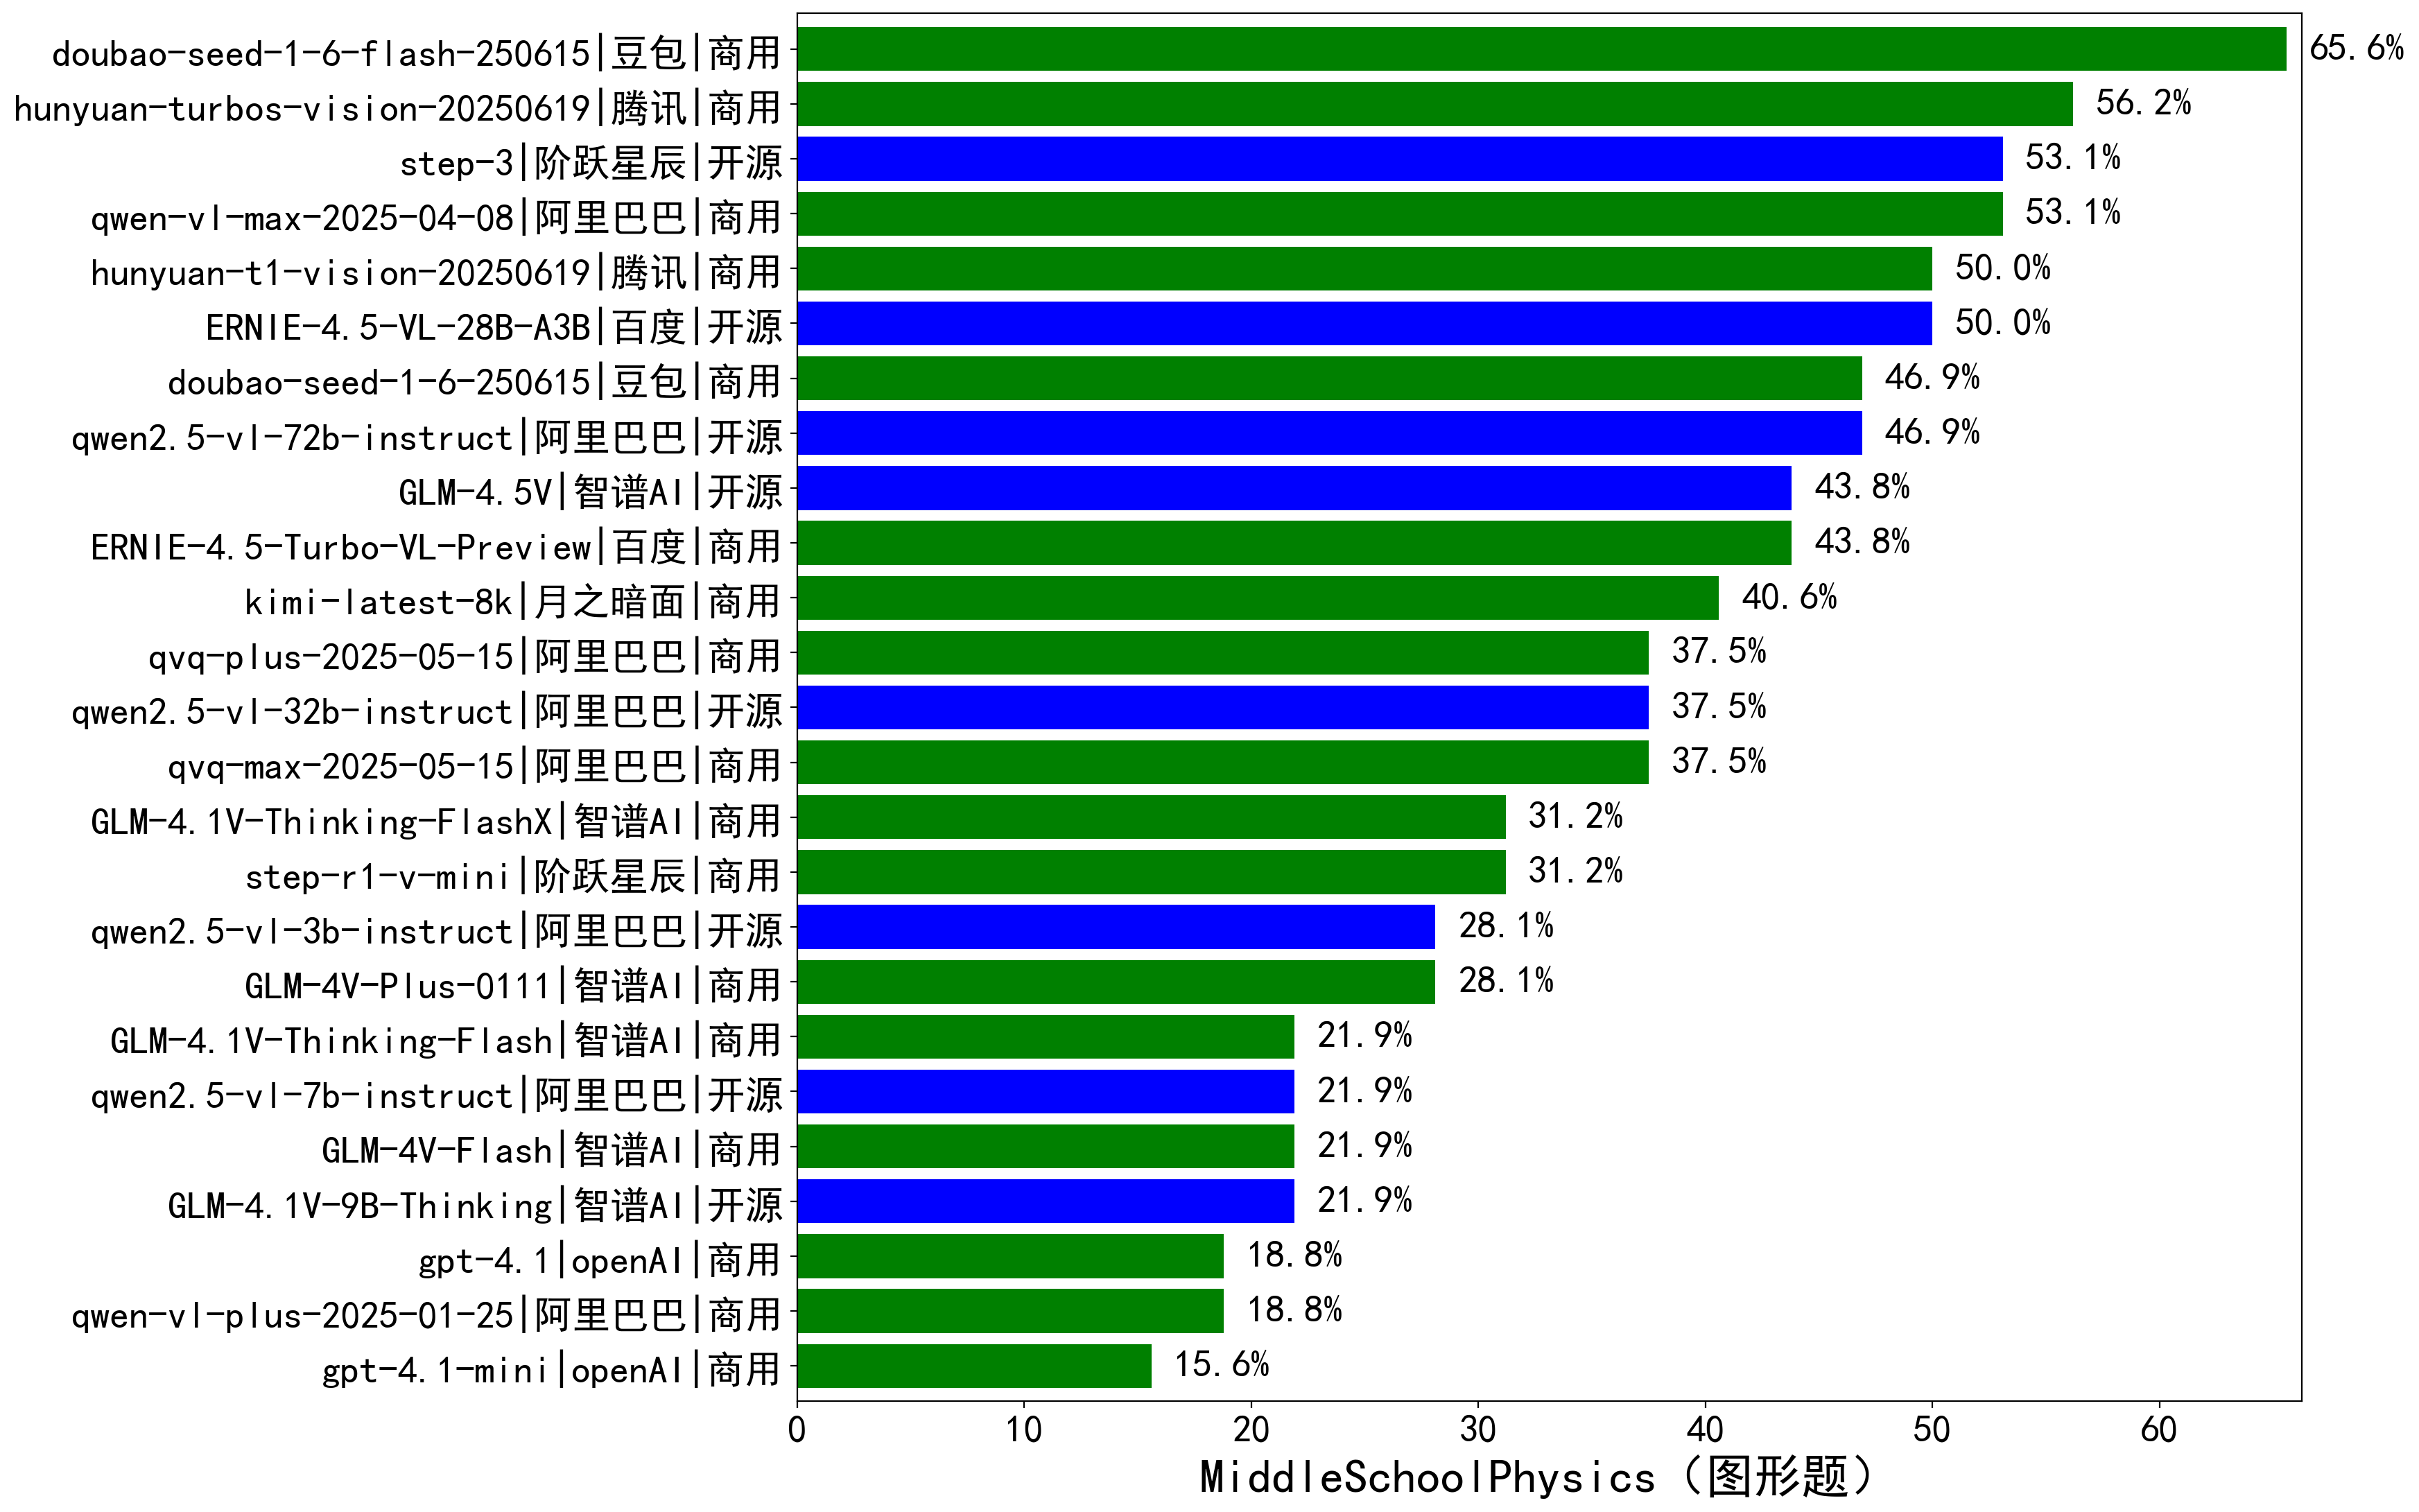 doubao-seed-1-6-flash-250615|豆包|商用 65.6%
hunyuan-turbos-vision-20250619|腾讯|商用 56.2%
step-3|阶跃星辰|开源 53.1%
qwen-vl-max-2025-04-08|阿里巴巴|商用 53.1%
hunyuan-t1-vision-20250619|腾讯|商用 50.0%
ERNIE-4.5-VL-28B-A3B|百度|开源 50.0%
doubao-seed-1-6-250615|豆包|商用 46.9%
qwen2.5-vl-72b-instruct|阿里巴巴|开源 46.9%
GLM-4.5V|智谱AI|开源 43.8%
ERNIE-4.5-Turbo-VL-Preview|百度|商用 43.8%
kimi-latest-8k|月之暗面|商用 40.6%
qvq-plus-2025-05-15|阿里巴巴|商用 37.5%
qwen2.5-vl-32b-instruct|阿里巴巴|开源 37.5%
qvq-max-2025-05-15|阿里巴巴|商用 37.5%
GLM-4.1V-Thinking-FlashX|智谱AI|商用 31.2%
step-r1-v-mini|阶跃星辰|商用 31.2%
qwen2.5-vl-3b-instruct|阿里巴巴|开源 28.1%
GLM-4V-Plus-0111|智谱AI|商用 28.1%
GLM-4.1V-Thinking-Flash|智谱AI|商用 21.9%
qwen2.5-vl-7b-instruct|阿里巴巴|开源 21.9%
GLM-4V-Flash|智谱AI|商用 21.9%
GLM-4.1V-9B-Thinking|智谱AI|开源 21.9%
gpt-4.1|openAI|商用 18.8%
qwen-vl-plus-2025-01-25|阿里巴巴|商用 18.8%
gpt-4.1-mini|openAI|商用 15.6%
0 10 20 30 40 50 60
MiddleSchoolPhysics（图形题）